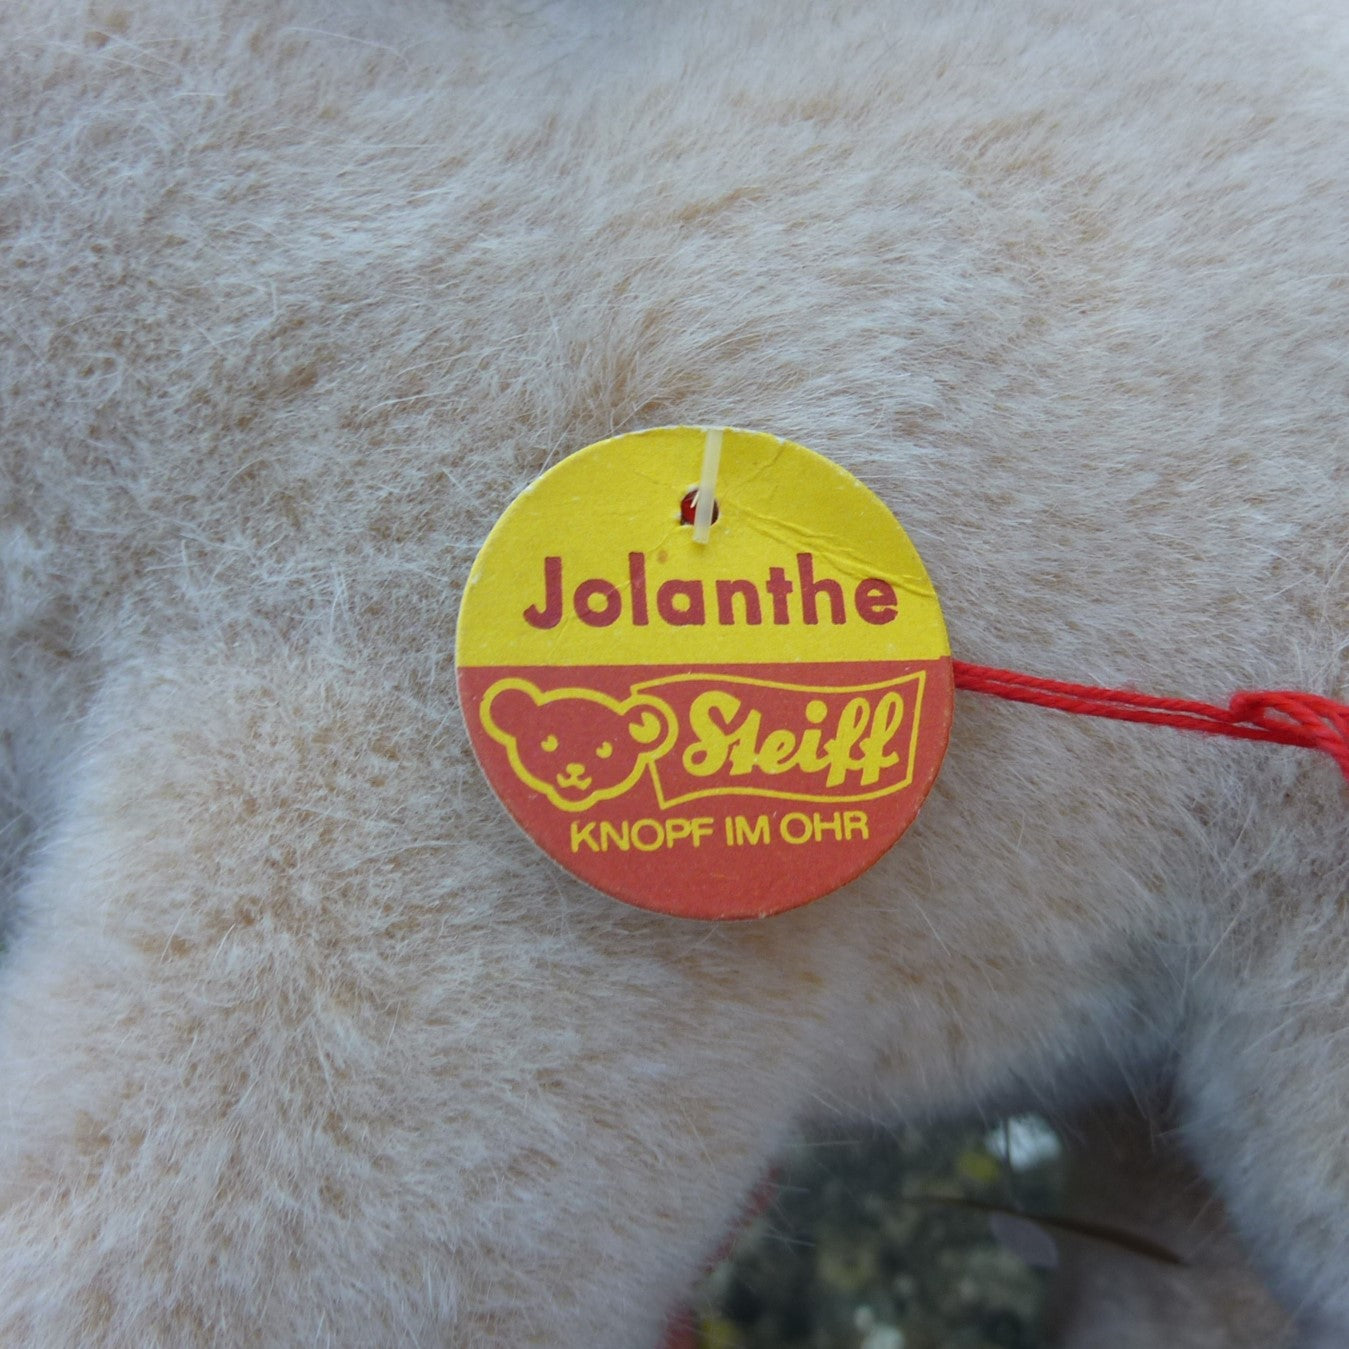 Jolanthe
Steiff
KNOPF IM OHR